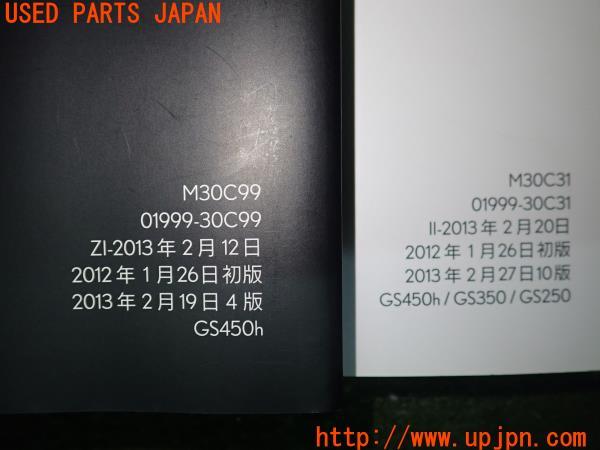 USED PARTS JAPAN
M30C99
01999-30C99
ZI-2013年2月12日
2012年1月26日初版
2013年2月19日4版
GS450h
M30C31
01999-30C31
II-2013年2月20日
2012年1月26日初版
2013年2月27日10版
GS450h / GS350 / GS250
http://www.upjpn.com